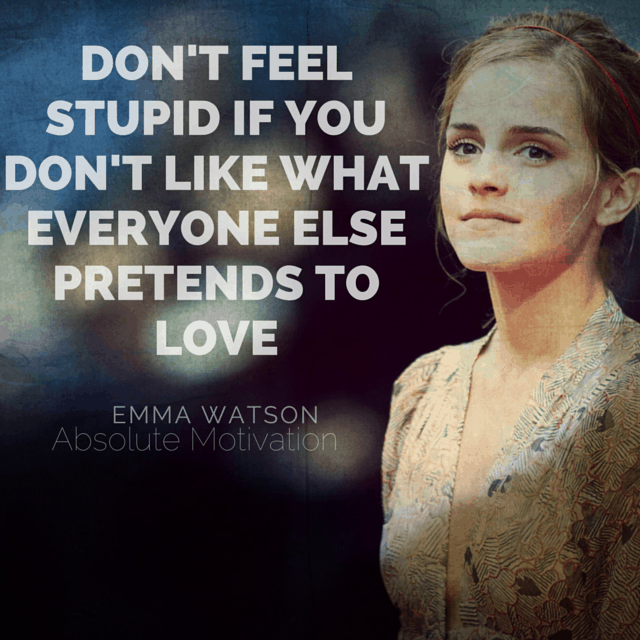 DON'T FEEL
STUPID IF YOU
DON'T LIKE WHAT
EVERYONE ELSE
PRETENDS TO
LOVE
EMMA WATSON
Absolute Motivation